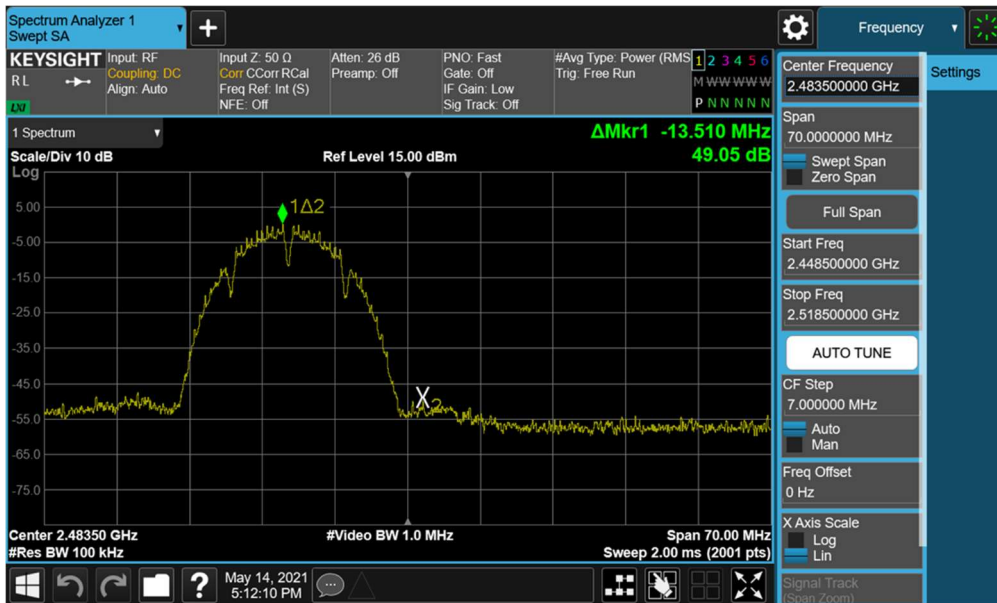 Spectrum Analyzer 1
Swept SA
Frequency
KEYSIGHT
RL
LXI
Input: RF
Coupling: DC
Align: Auto
Input Z: 50 Ω
Corr CCorr RCal
Freq Ref: Int (S)
NFE: Off
Atten: 26 dB
Preamp: Off
PNO: Fast
Gate: Off
IF Gain: Low
Sig Track: Off
#Avg Type: Power (RMS
Trig: Free Run
1 2 3 4 5 6
M W W W W W
P N N N N N
Center Frequency
2.483500000 GHz
Settings
Span
70.0000000 MHz
Swept Span
Zero Span
Full Span
Start Freq
2.448500000 GHz
Stop Freq
2.518500000 GHz
AUTO TUNE
CF Step
7.000000 MHz
Auto
Man
Freq Offset
0 Hz
X Axis Scale
Log
Lin
Signal Track
(Span Zoom)
1 Spectrum
ΔMkr1 -13.510 MHz
49.05 dB
Scale/Div 10 dB
Ref Level 15.00 dBm
Log
1Δ2
5.00
-5.00
-15.0
-25.0
-35.0
-45.0
X2
-55.0
-65.0
-75.0
Center 2.48350 GHz
#Video BW 1.0 MHz
Span 70.00 MHz
#Res BW 100 kHz
Sweep 2.00 ms (2001 pts)
May 14, 2021
5:12:10 PM